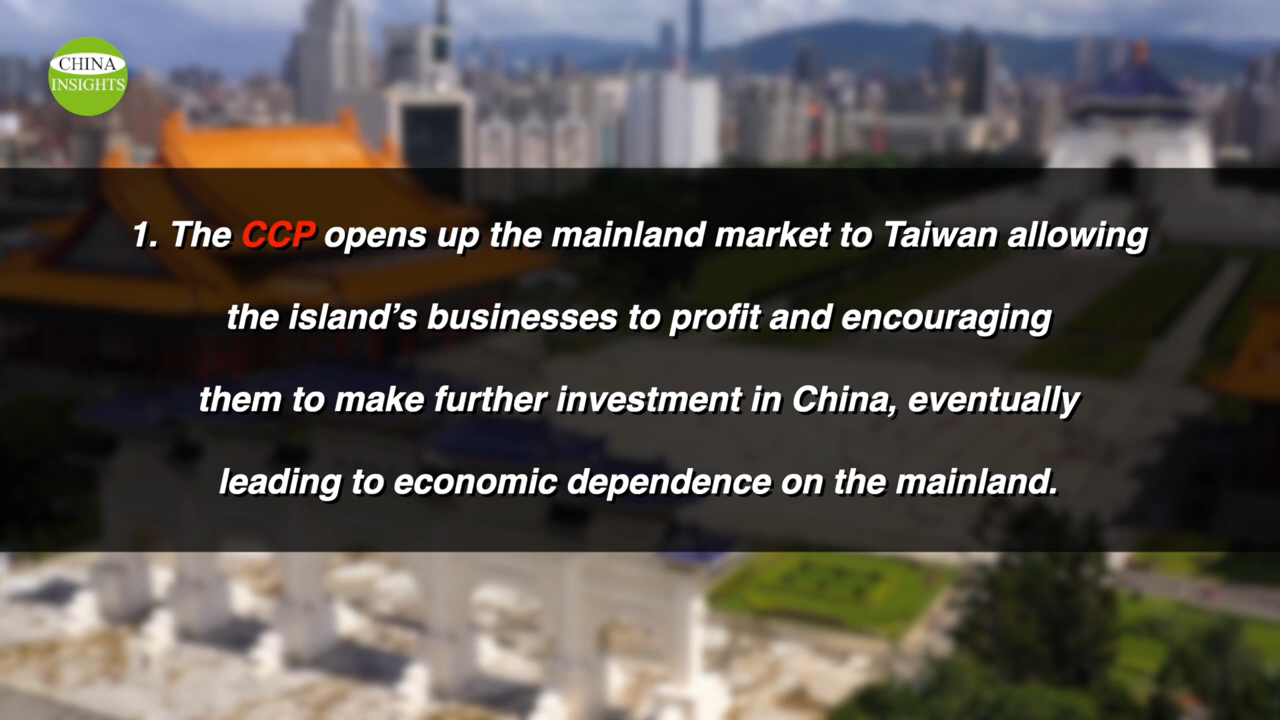 CHINA
INSIGHTS
1. The CCP opens up the mainland market to Taiwan allowing
the island’s businesses to profit and encouraging
them to make further investment in China, eventually
leading to economic dependence on the mainland.